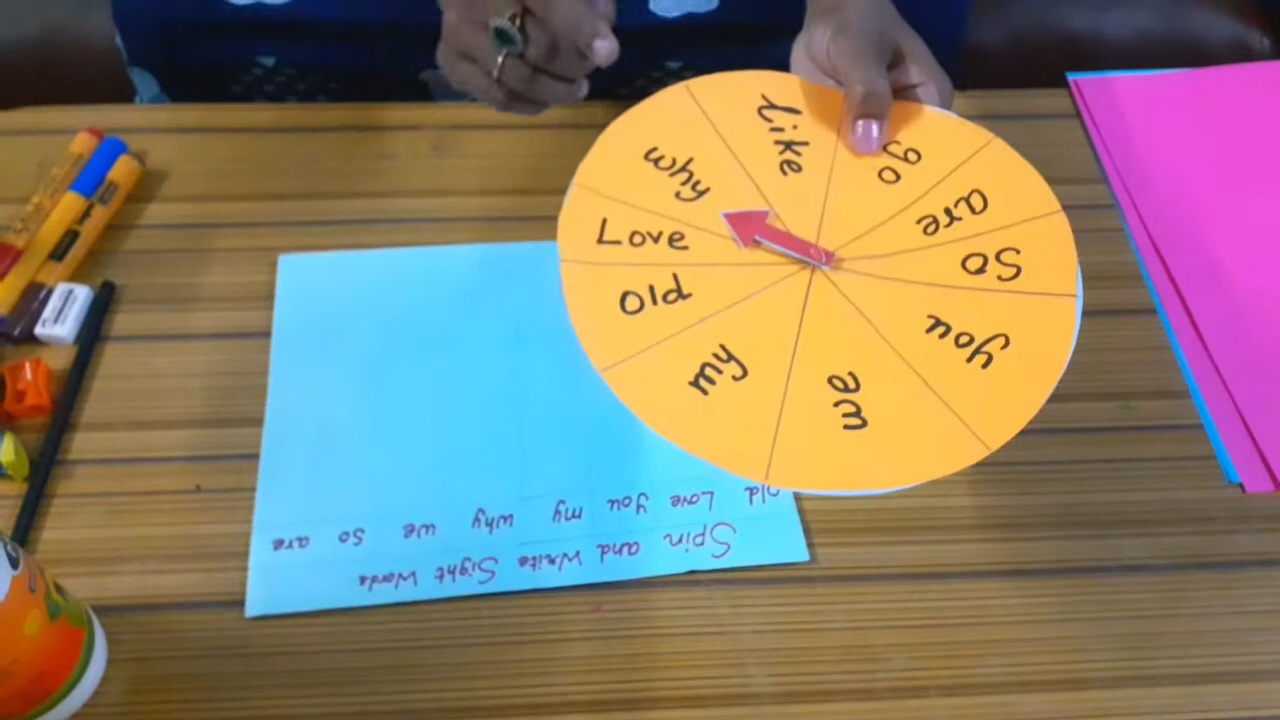 like
go
are
so
you
we
my
old
Love
why
Spin and Write Sight Words
old Love you my why we so are